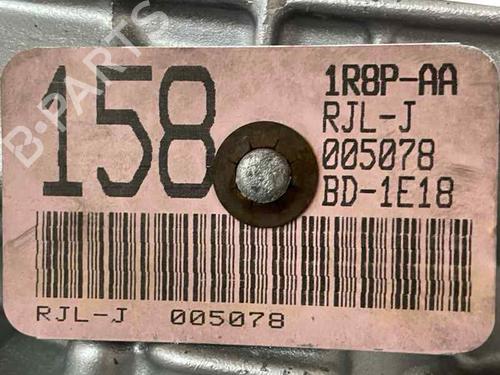 158
1R8P-AA
RJL-J
005078
BD-1E18
RJL-J 005078
B-PARTS